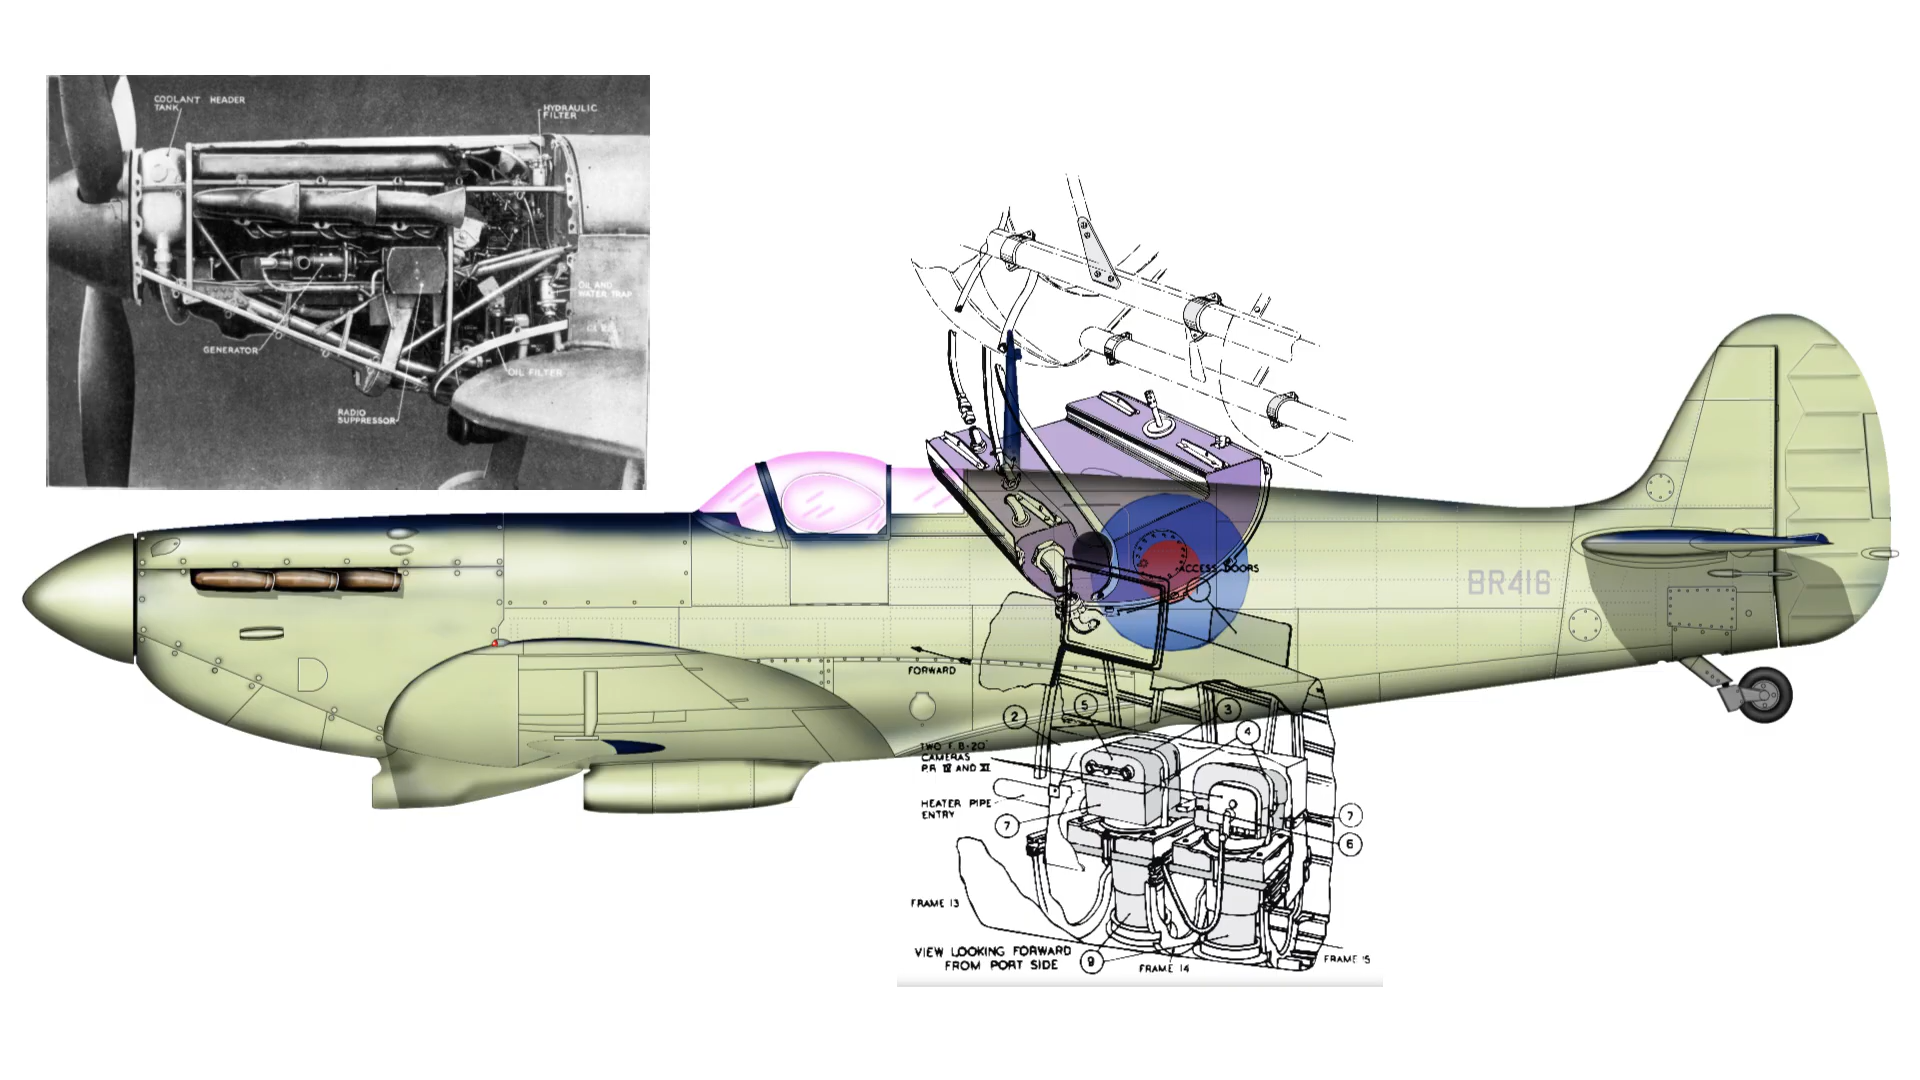 COOLANT HEADER
TANK
HYDRAULIC
FILTER
OIL AND
WATER TRAP
GENERATOR
OIL FILTER
RADIO
SUPPRESSOR
ACCESS DOORS
1
BR416
FORWARD
2
5
3
4
TWO F.8-20"
CAMERAS
P.R. IV AND XI
HEATER PIPE
ENTRY
7
7
6
FRAME 13
VIEW LOOKING FORWARD
FROM PORT SIDE
9
FRAME 14
FRAME 15